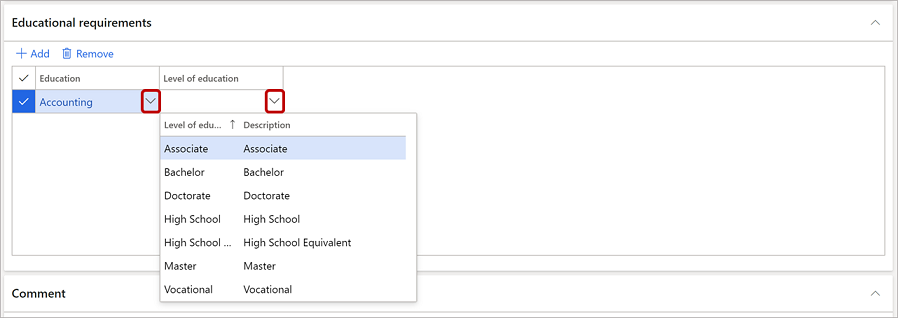 Educational requirements
Add Remove
Education Level of education
Accounting
Level of edu... Description
Associate Associate
Bachelor Bachelor
Doctorate Doctorate
High School High School
High School ... High School Equivalent
Master Master
Vocational Vocational
Comment